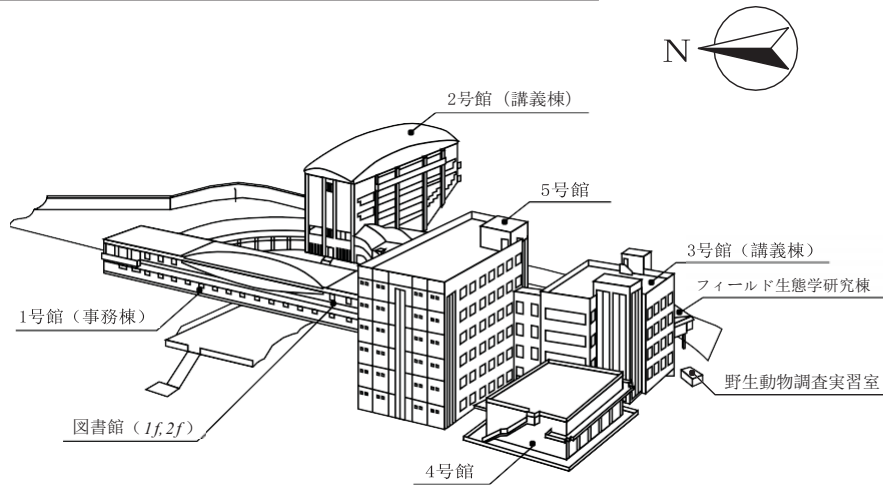 N
2号館（講義棟）
5号館
3号館（講義棟）
フィールド生態学研究棟
1号館（事務棟）
野生動物調査実習室
図書館（1f,2f）
4号館